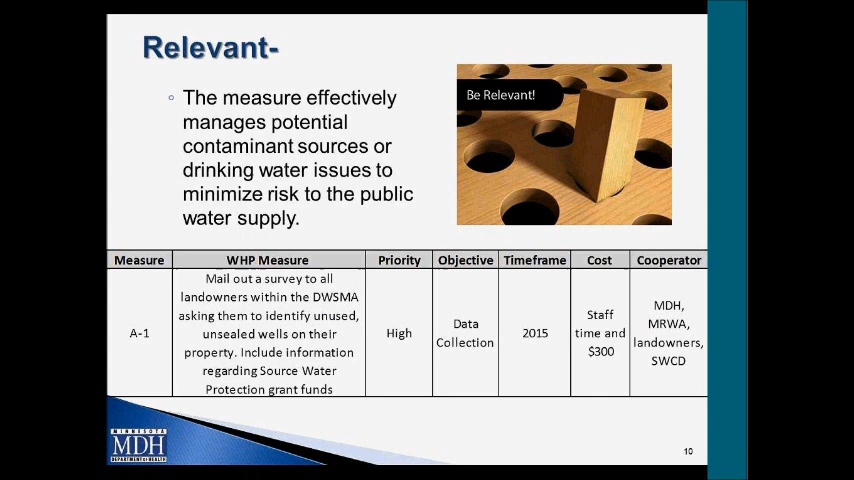 Relevant-
Be Relevant!
◦ The measure effectively
manages potential
contaminant sources or
drinking water issues to
minimize risk to the public
water supply.
Measure WHP Measure Priority Objective Timeframe Cost Cooperator
A-1
Mail out a survey to all
landowners within the DWSMA
asking them to identify unused,
unsealed wells on their
property. Include information
regarding Source Water
Protection grant funds
High
Data
Collection
2015
Staff
time and
$300
MDH,
MRWA,
landowners,
SWCD
MINNESOTA
MDH
DEPARTMENT OF HEALTH
10